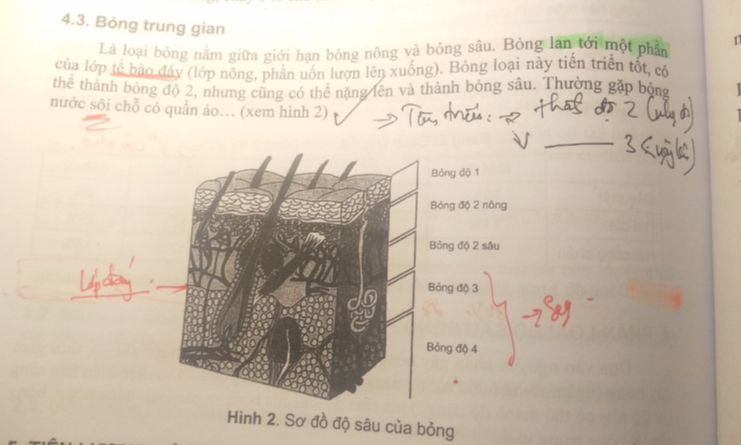 4.3. Bỏng trung gian
Là loại bỏng nằm giữa giới hạn bỏng nông và bỏng sâu. Bỏng lan tới một phần
của lớp tế bào đáy (lớp nông, phần uốn lượn lên xuống). Bỏng loại này tiến triển tốt, có
thể thành bỏng độ 2, nhưng cũng có thể nặng lên và thành bỏng sâu. Thường gặp bỏng
nước sôi chỗ có quần áo... (xem hình 2)
→ Tiến triển: → thành độ 2 (nhẹ đi)
3 (nặng lên)
Bỏng độ 1
Bỏng độ 2 nông
Bỏng độ 2 sâu
Lớp đáy
Bỏng độ 3
→ Sẹo
Bỏng độ 4
Hình 2. Sơ đồ độ sâu của bỏng